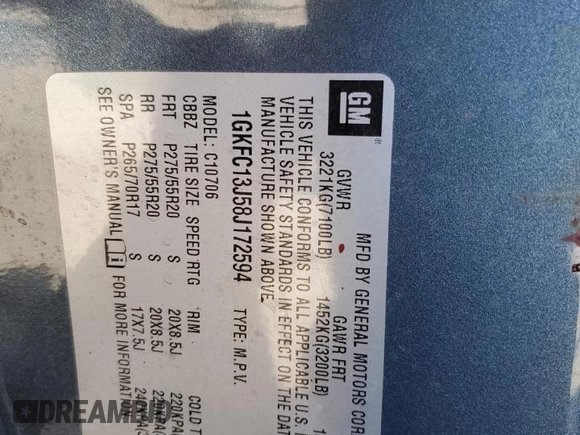 GM
MFD BY GENERAL MOTORS COR
GVWR GAWR FRT
3221KG(7100LB) 1452KG(3200LB)
THIS VEHICLE CONFORMS TO ALL APPLICABLE U.S.
VEHICLE SAFETY STANDARDS IN EFFECT ON THE DAT
MANUFACTURE SHOWN ABOVE.
1GKFC13J58J172594 TYPE: M.P.V.
MODEL: C10706
CBBZ TIRE SIZE SPEED RTG RIM COLD T
FRT P275/55R20 S 20X8.5J 220KPA
RR P275/55R20 S 20X8.5J
SPA P265/70R17 S 17X7.5J
SEE OWNER'S MANUAL i FOR MORE INFORMAT
DREAMBID